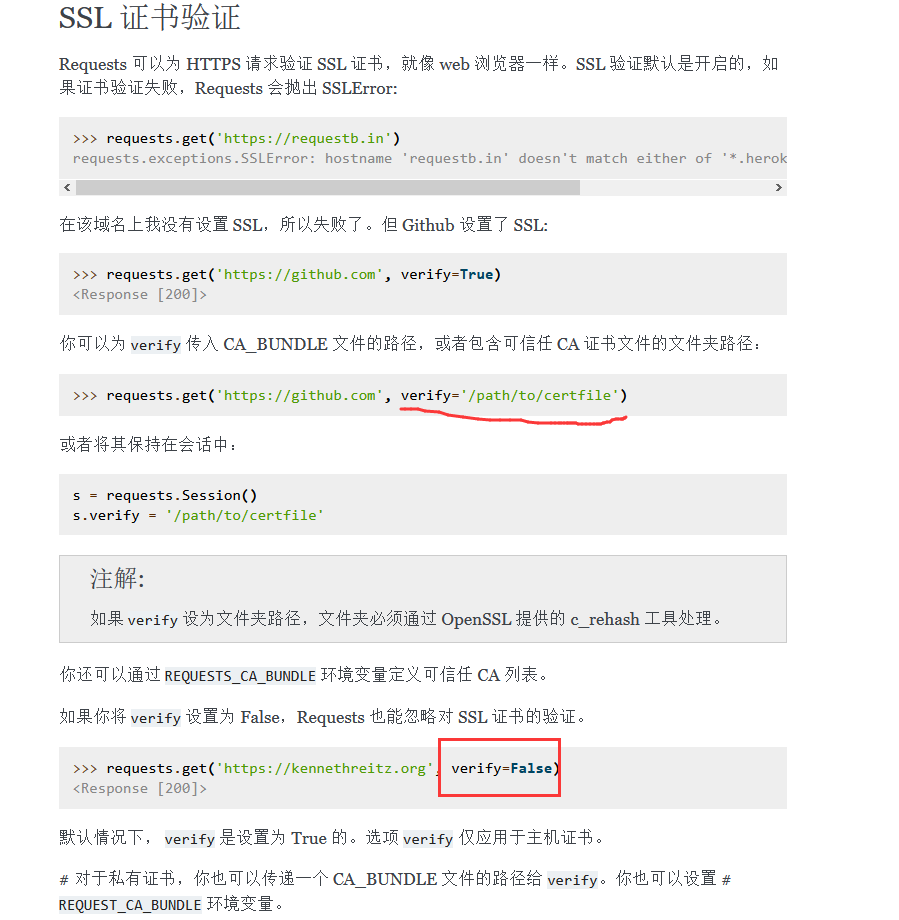 SSL 证书验证
Requests 可以为 HTTPS 请求验证 SSL 证书，就像 web 浏览器一样。SSL 验证默认是开启的，如
果证书验证失败，Requests 会抛出 SSLError:
>>> requests.get('https://requestb.in')
requests.exceptions.SSLError: hostname 'requestb.in' doesn't match either of '*.herok
在该域名上我没有设置 SSL，所以失败了。但 Github 设置了 SSL:
>>> requests.get('https://github.com', verify=True)
<Response [200]>
你可以为 verify 传入 CA_BUNDLE 文件的路径，或者包含可信任 CA 证书文件的文件夹路径：
>>> requests.get('https://github.com', verify='/path/to/certfile')
或者将其保持在会话中：
s = requests.Session()
s.verify = '/path/to/certfile'
注解:
如果 verify 设为文件夹路径，文件夹必须通过 OpenSSL 提供的 c_rehash 工具处理。
你还可以通过 REQUESTS_CA_BUNDLE 环境变量定义可信任 CA 列表。
如果你将 verify 设置为 False，Requests 也能忽略对 SSL 证书的验证。
>>> requests.get('https://kennethreitz.org', verify=False)
<Response [200]>
默认情况下， verify 是设置为 True 的。选项 verify 仅应用于主机证书。
# 对于私有证书，你也可以传递一个 CA_BUNDLE 文件的路径给 verify。你也可以设置 #
REQUEST_CA_BUNDLE 环境变量。